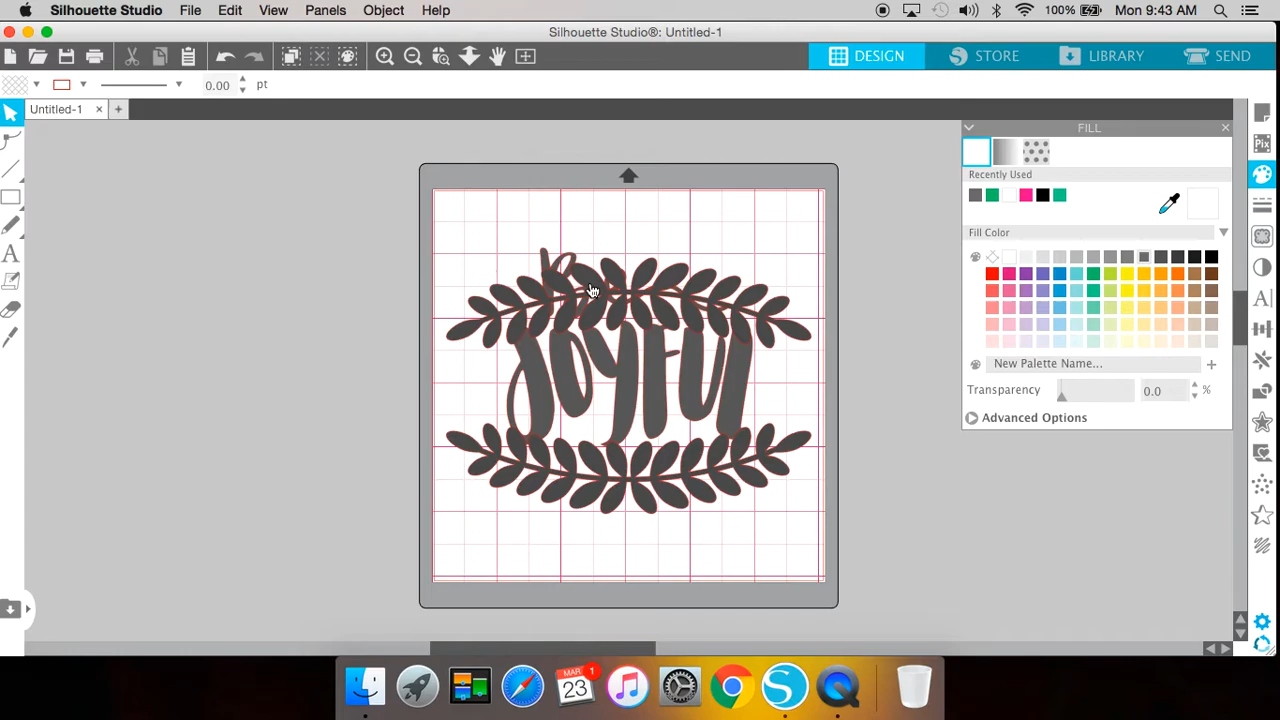 Silhouette Studio File Edit View Panels Object Help 100% Mon 9:43 AM
Silhouette Studio®: Untitled-1
DESIGN STORE LIBRARY SEND
0.00 pt
Untitled-1 × +
FILL
Pix
Recently Used
Fill Color
JOYFUl
New Palette Name...
Transparency 0.0 %
Advanced Options
MAR 23 1